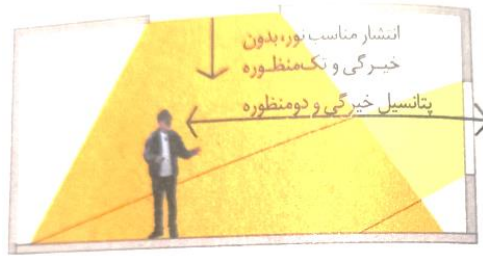 انتشار مناسب نور، بدون
خیرگی و تک‌منظوره
پتانسیل خیرگی و دومنظوره